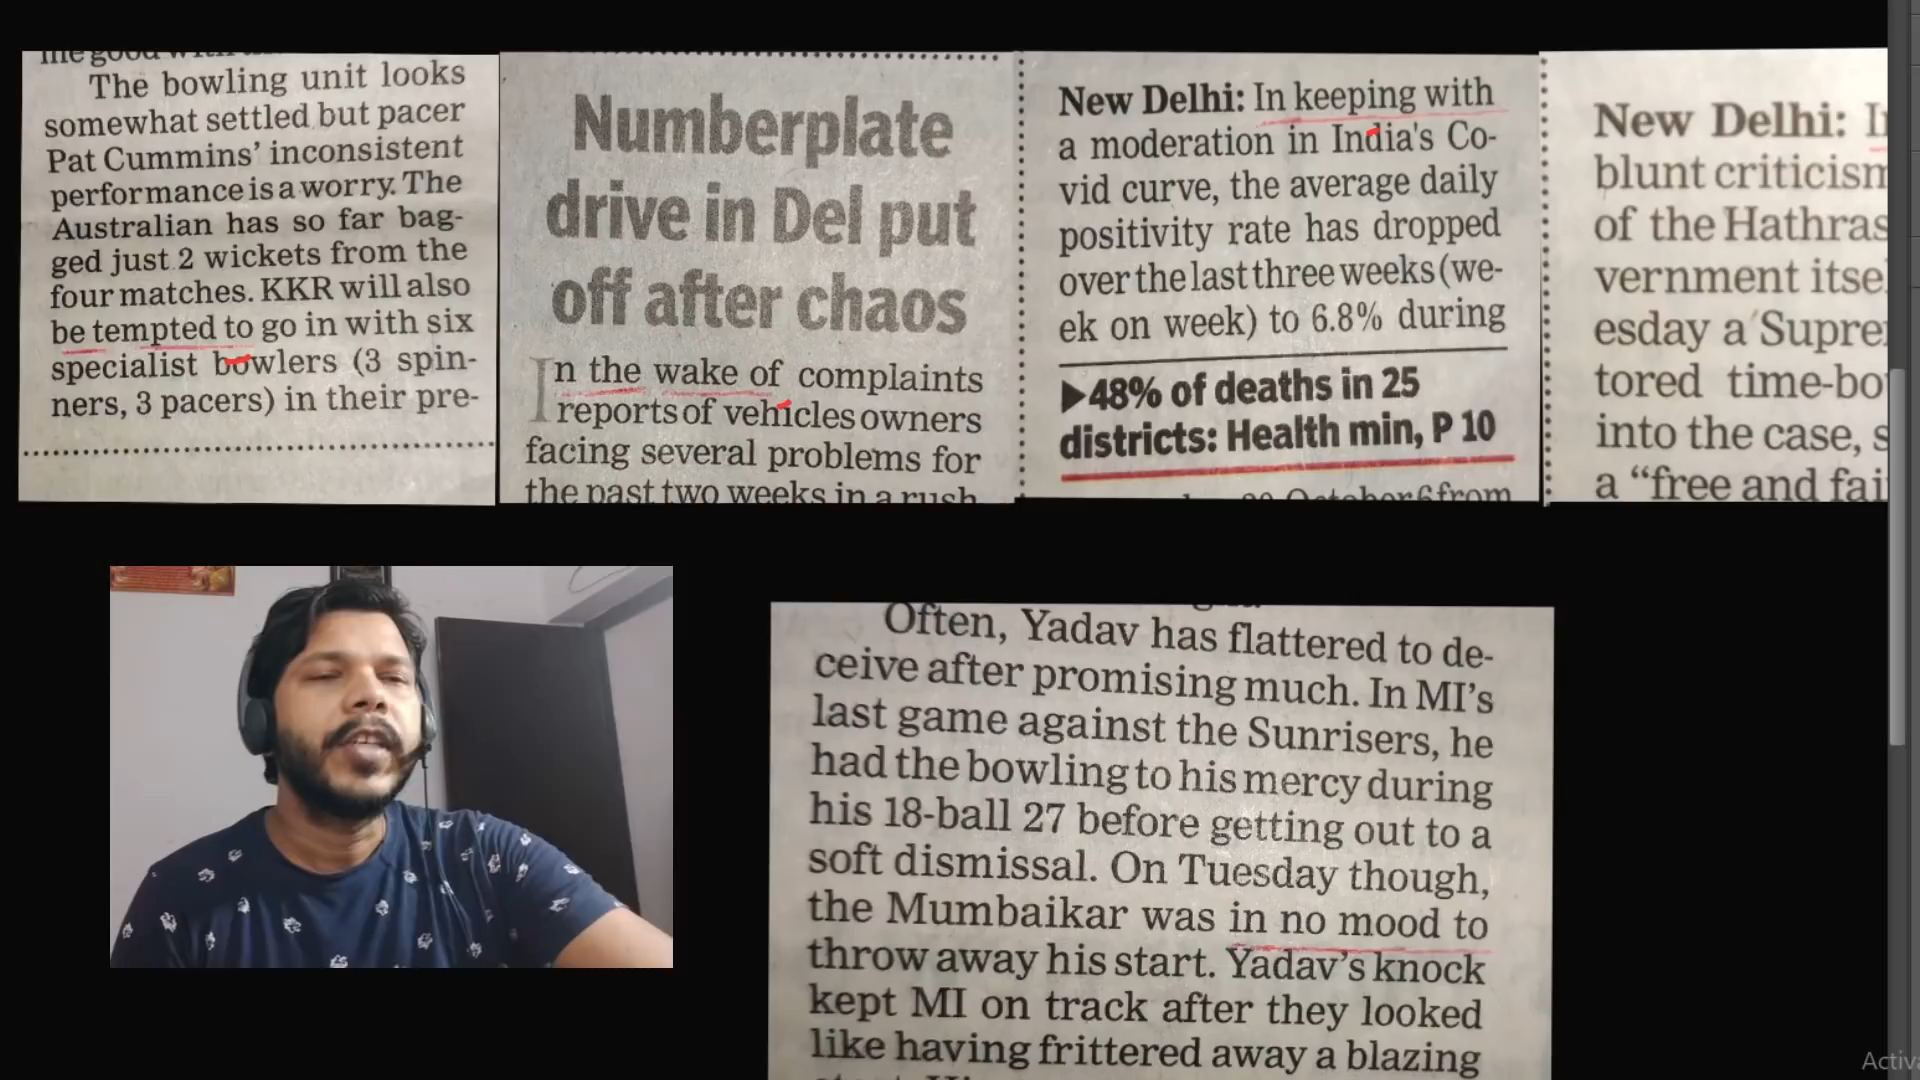 The bowling unit looks
somewhat settled but pacer
Pat Cummins' inconsistent
performance is a worry. The
Australian has so far bag-
ged just 2 wickets from the
four matches. KKR will also
be tempted to go in with six
specialist bowlers (3 spin-
ners, 3 pacers) in their pre-
Numberplate
drive in Del put
off after chaos
In the wake of complaints
reports of vehicles owners
facing several problems for
the past two weeks in a rush
New Delhi: In keeping with
a moderation in India's Co-
vid curve, the average daily
positivity rate has dropped
over the last three weeks (we-
ek on week) to 6.8% during
▶48% of deaths in 25
districts: Health min, P 10
October 6 from
New Delhi:
blunt criticism
of the Hathras
vernment itse
esday a Supre
tored time-bo
into the case, s
a “free and fai
Often, Yadav has flattered to de-
ceive after promising much. In MI's
last game against the Sunrisers, he
had the bowling to his mercy during
his 18-ball 27 before getting out to a
soft dismissal. On Tuesday though,
the Mumbaikar was in no mood to
throw away his start. Yadav's knock
kept MI on track after they looked
like having frittered away a blazing
Activ